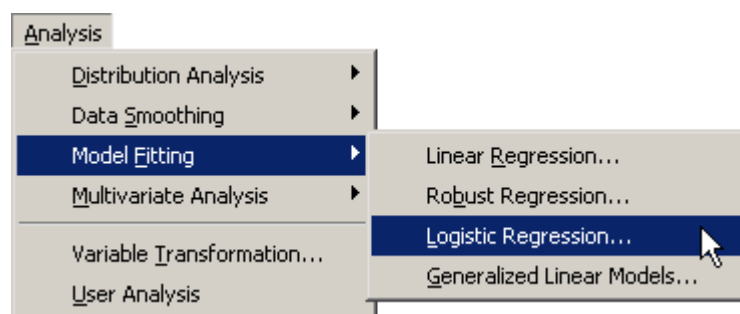 Analysis
Distribution Analysis
Data Smoothing
Model Fitting
Multivariate Analysis
Variable Transformation...
User Analysis
Linear Regression...
Robust Regression...
Logistic Regression...
Generalized Linear Models...